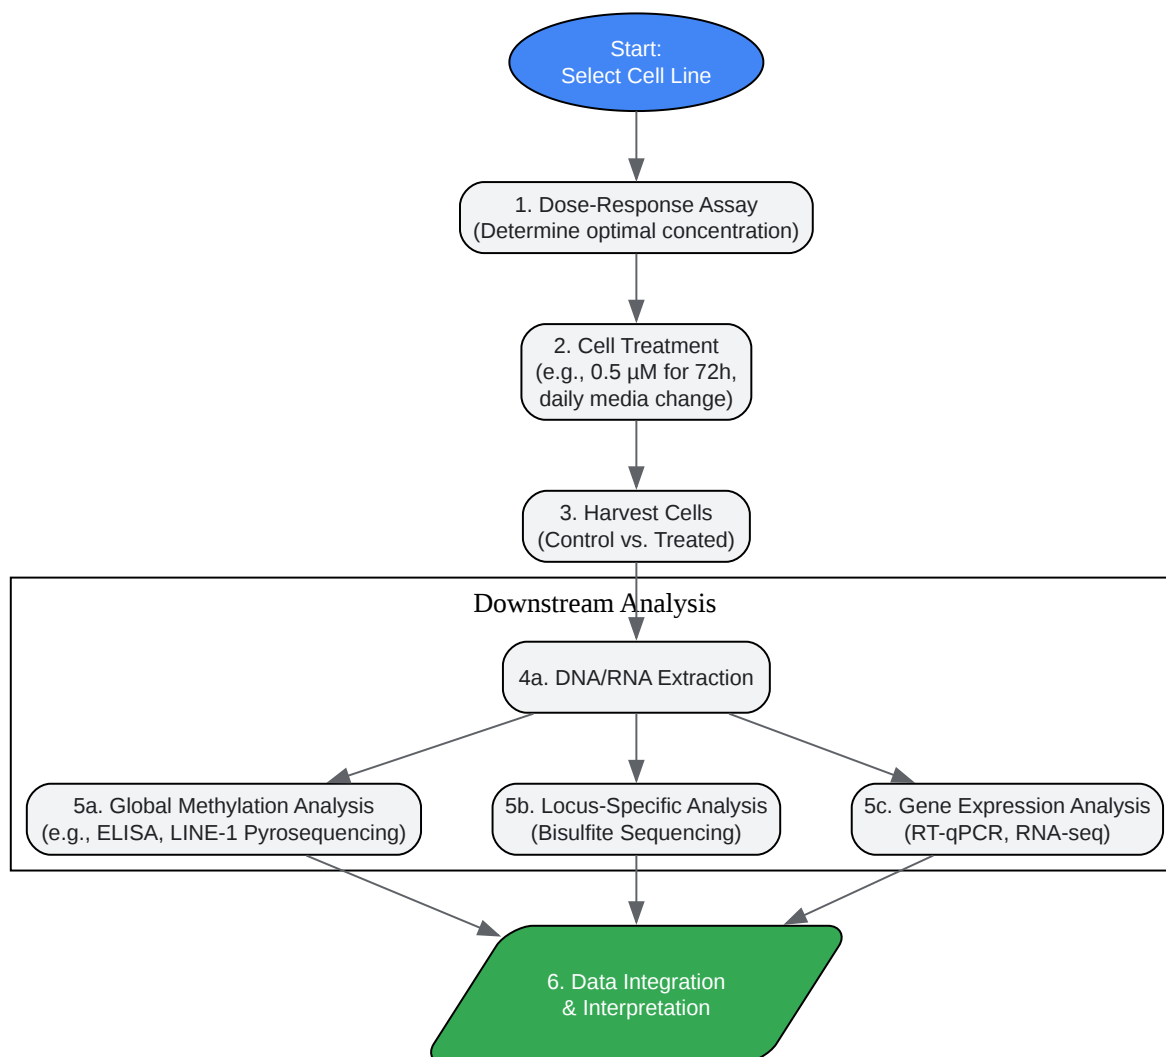 Start:
Select Cell Line
1. Dose-Response Assay
(Determine optimal concentration)
2. Cell Treatment
(e.g., 0.5 µM for 72h,
daily media change)
3. Harvest Cells
(Control vs. Treated)
Downstream Analysis
4a. DNA/RNA Extraction
5a. Global Methylation Analysis
(e.g., ELISA, LINE-1 Pyrosequencing)
5b. Locus-Specific Analysis
(Bisulfite Sequencing)
5c. Gene Expression Analysis
(RT-qPCR, RNA-seq)
6. Data Integration
& Interpretation